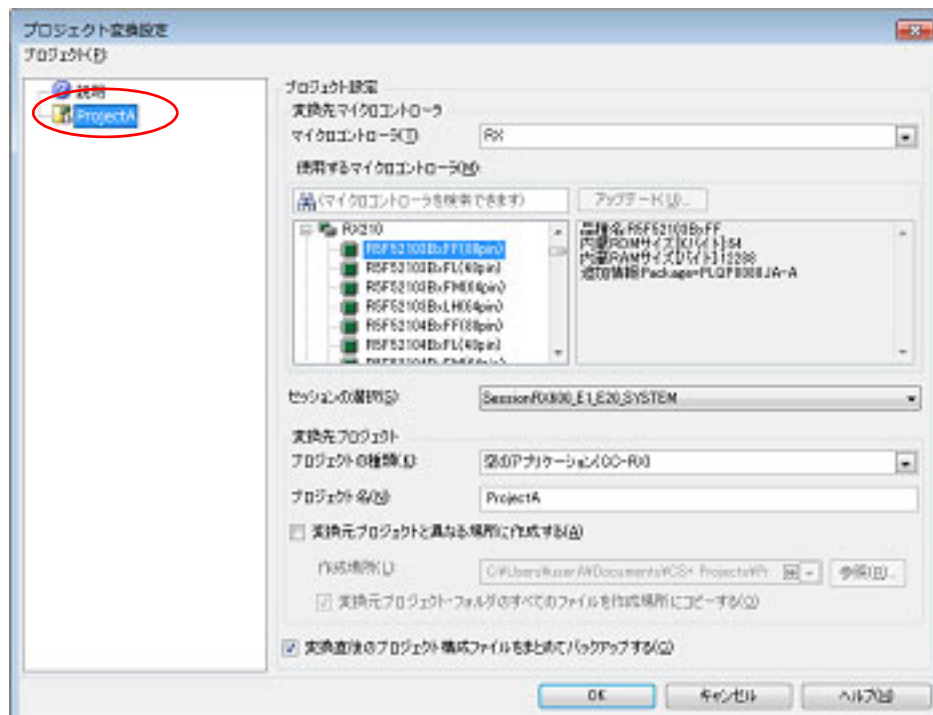 プロジェクト変換設定
プロジェクト(P):
説明
ProjectA
プロジェクト設定
変換先マイクロコントローラ
マイクロコントローラ(T): RX
使用するマイクロコントローラ(M):
(マイクロコントローラを検索できます) アップデート(U)...
RX210
R5F52103BxFF(80pin)
R5F52103BxFL(48pin)
R5F52103BxFM(64pin)
R5F52103BxLH(64pin)
R5F52104BxFF(80pin)
R5F52104BxFL(48pin)
品種名:R5F52103BxFF
内蔵ROMサイズ[Kバイト]:64
内蔵RAMサイズ[バイト]:12288
追加情報:Package=PLQP0080JA-A
セッションの選択(S): SessionRX600_E1_E20_SYSTEM
変換先プロジェクト
プロジェクトの種類(K): 空のアプリケーション(CC-RX)
プロジェクト名(N): ProjectA
変換元プロジェクトと異なる場所に作成する(A)
作成場所(L): 参照(R)...
変換元プロジェクト・フォルダのすべてのファイルを作成場所にコピーする(O)
変換直後のプロジェクト構成ファイルをまとめてバックアップする(C)
OK キャンセル ヘルプ(H)